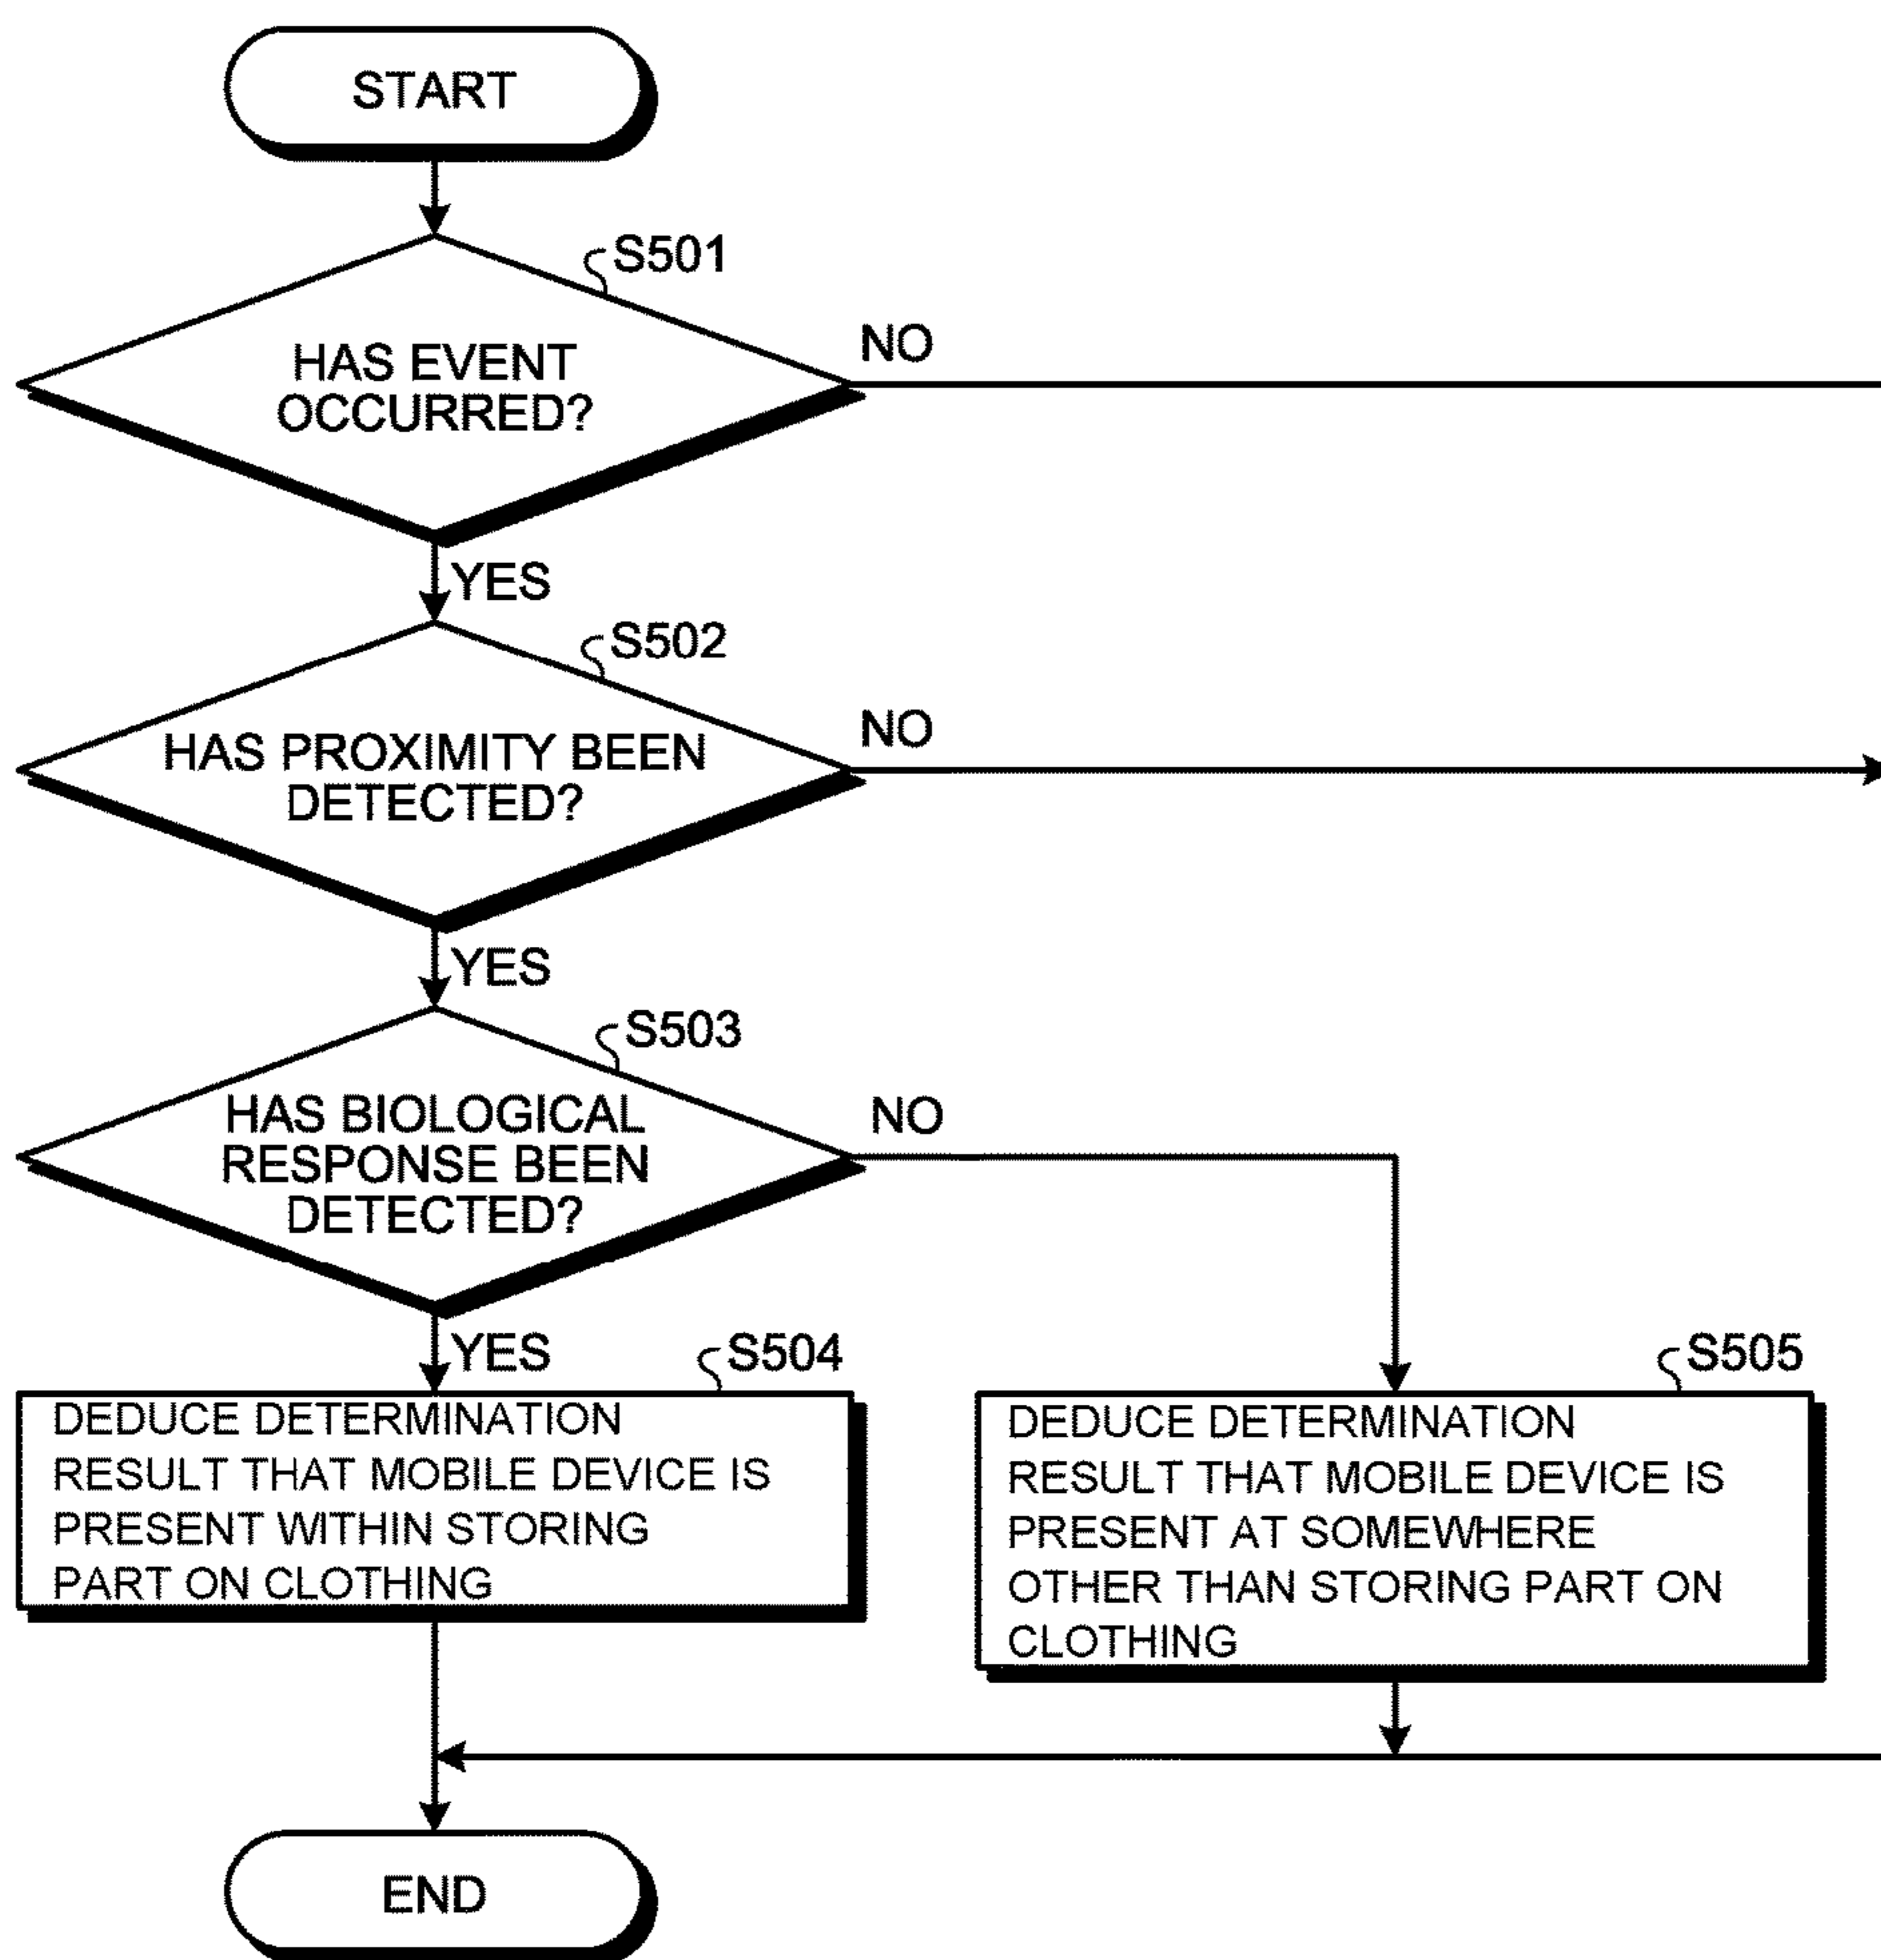 START
S501
HAS EVENT
OCCURRED?
NO
YES
S502
HAS PROXIMITY BEEN
DETECTED?
NO
YES
S503
HAS BIOLOGICAL
RESPONSE BEEN
DETECTED?
NO
YES
S504
DEDUCE DETERMINATION
RESULT THAT MOBILE DEVICE IS
PRESENT WITHIN STORING
PART ON CLOTHING
S505
DEDUCE DETERMINATION
RESULT THAT MOBILE DEVICE IS
PRESENT AT SOMEWHERE
OTHER THAN STORING PART ON
CLOTHING
END